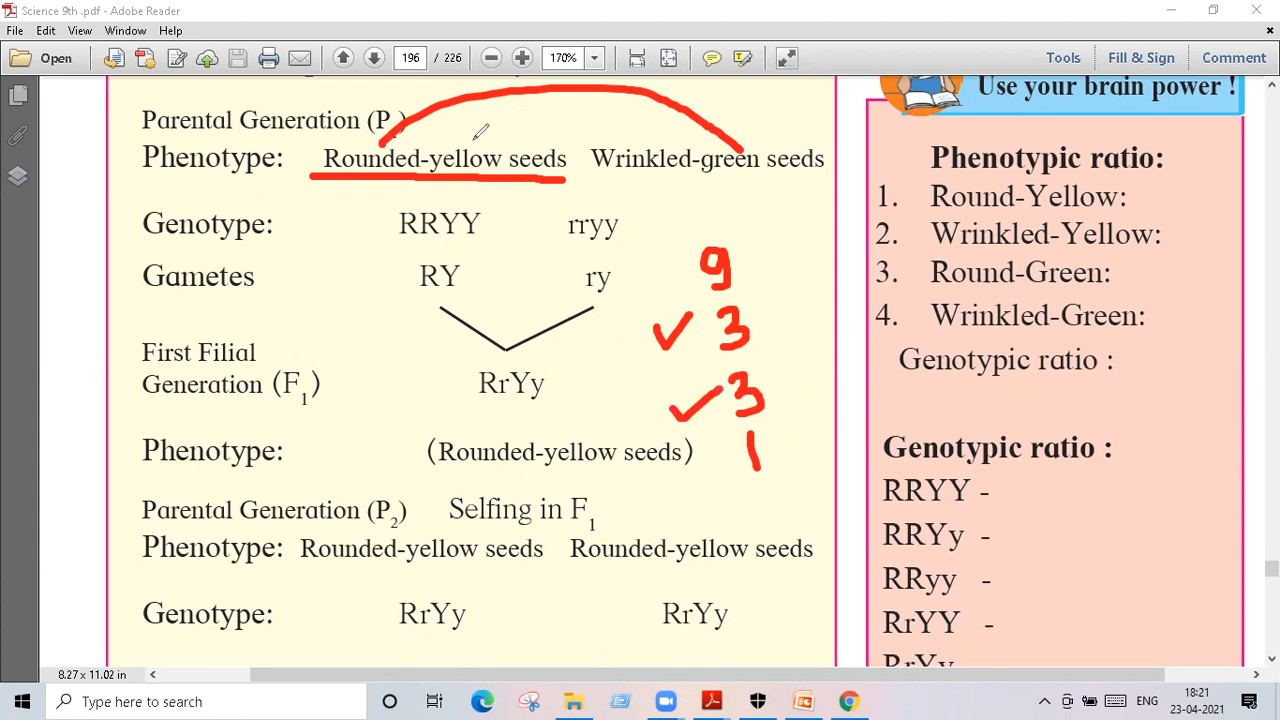 Science 9th .pdf - Adobe Reader
File Edit View Window Help
Open 196 / 226 170% Tools Fill & Sign Comment
Parental Generation (P1)
Phenotype: Rounded-yellow seeds Wrinkled-green seeds
Genotype: RRYY rryy
Gametes RY ry
9
3
First Filial
Generation (F1) RrYy
3
Phenotype: (Rounded-yellow seeds) 1
Parental Generation (P2) Selfing in F1
Phenotype: Rounded-yellow seeds Rounded-yellow seeds
Genotype: RrYy RrYy
Use your brain power !
Phenotypic ratio:
1. Round-Yellow:
2. Wrinkled-Yellow:
3. Round-Green:
4. Wrinkled-Green:
Genotypic ratio :
Genotypic ratio :
RRYY -
RRYy -
RRyy -
RrYY -
RrYy
8.27 x 11.02 in
Type here to search
ENG
18:21
23-04-2021